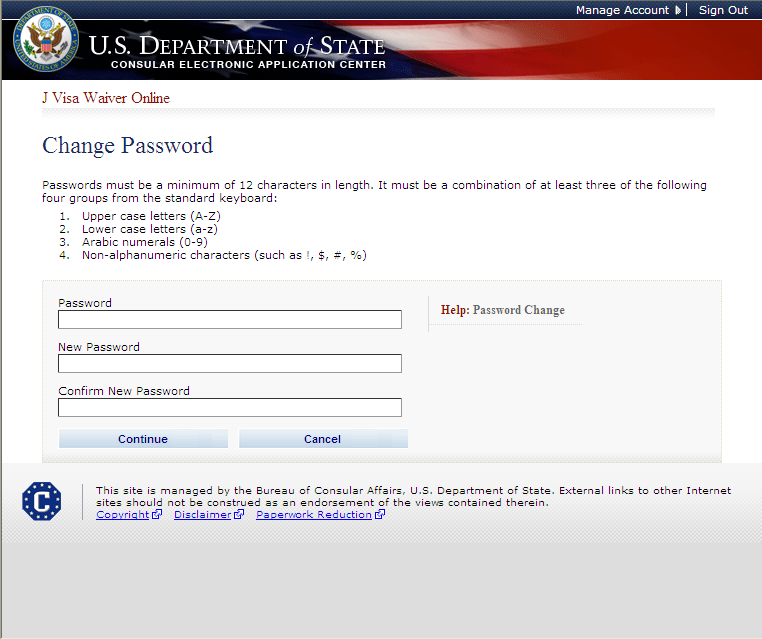 Manage Account | Sign Out
U.S. DEPARTMENT of STATE
CONSULAR ELECTRONIC APPLICATION CENTER
J Visa Waiver Online
Change Password
Passwords must be a minimum of 12 characters in length. It must be a combination of at least three of the following
four groups from the standard keyboard:
1. Upper case letters (A-Z)
2. Lower case letters (a-z)
3. Arabic numerals (0-9)
4. Non-alphanumeric characters (such as !, $, #, %)
Password
Help: Password Change
New Password
Confirm New Password
Continue Cancel
C
This site is managed by the Bureau of Consular Affairs, U.S. Department of State. External links to other Internet
sites should not be construed as an endorsement of the views contained therein.
Copyright Disclaimer Paperwork Reduction